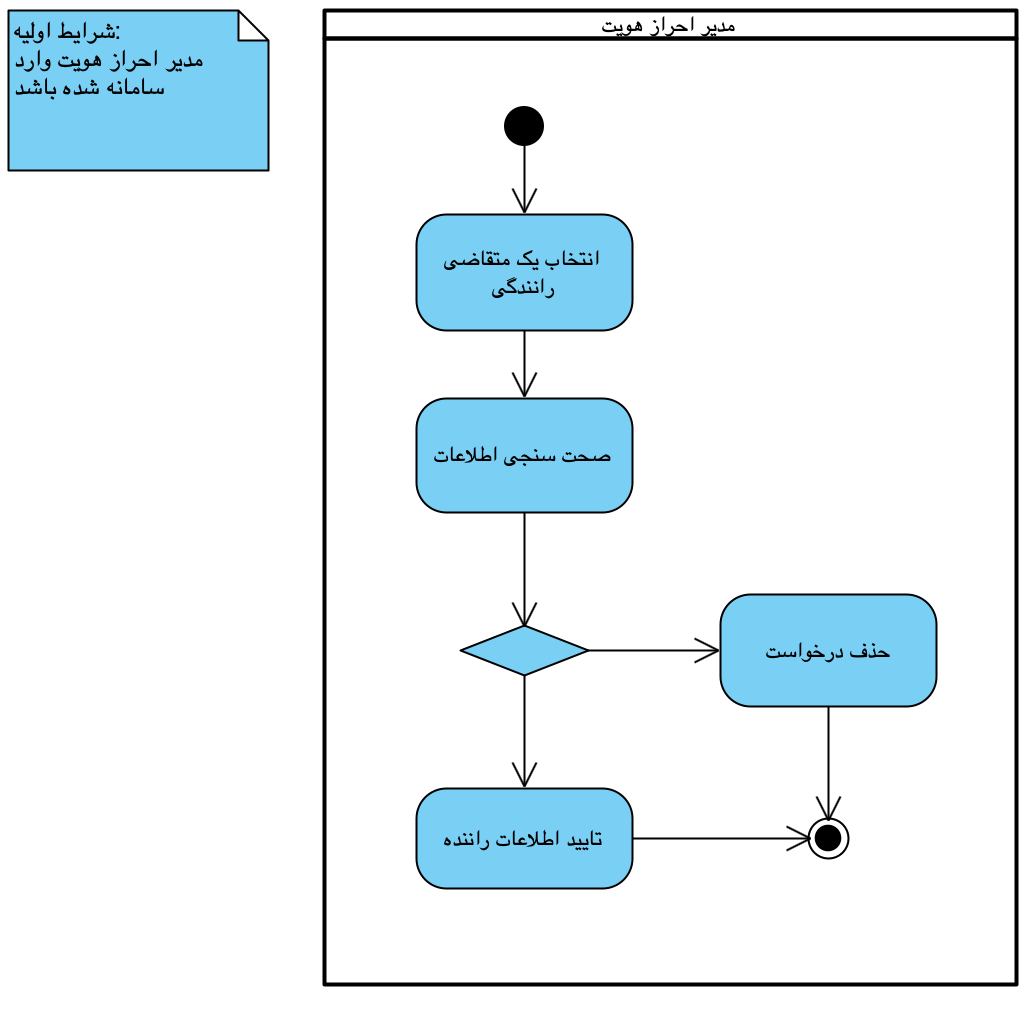 شرایط اولیه:
مدیر احراز هویت وارد
سامانه شده باشد
مدیر احراز هویت
انتخاب یک متقاضی
رانندگی
صحت سنجی اطلاعات
حذف درخواست
تایید اطلاعات راننده